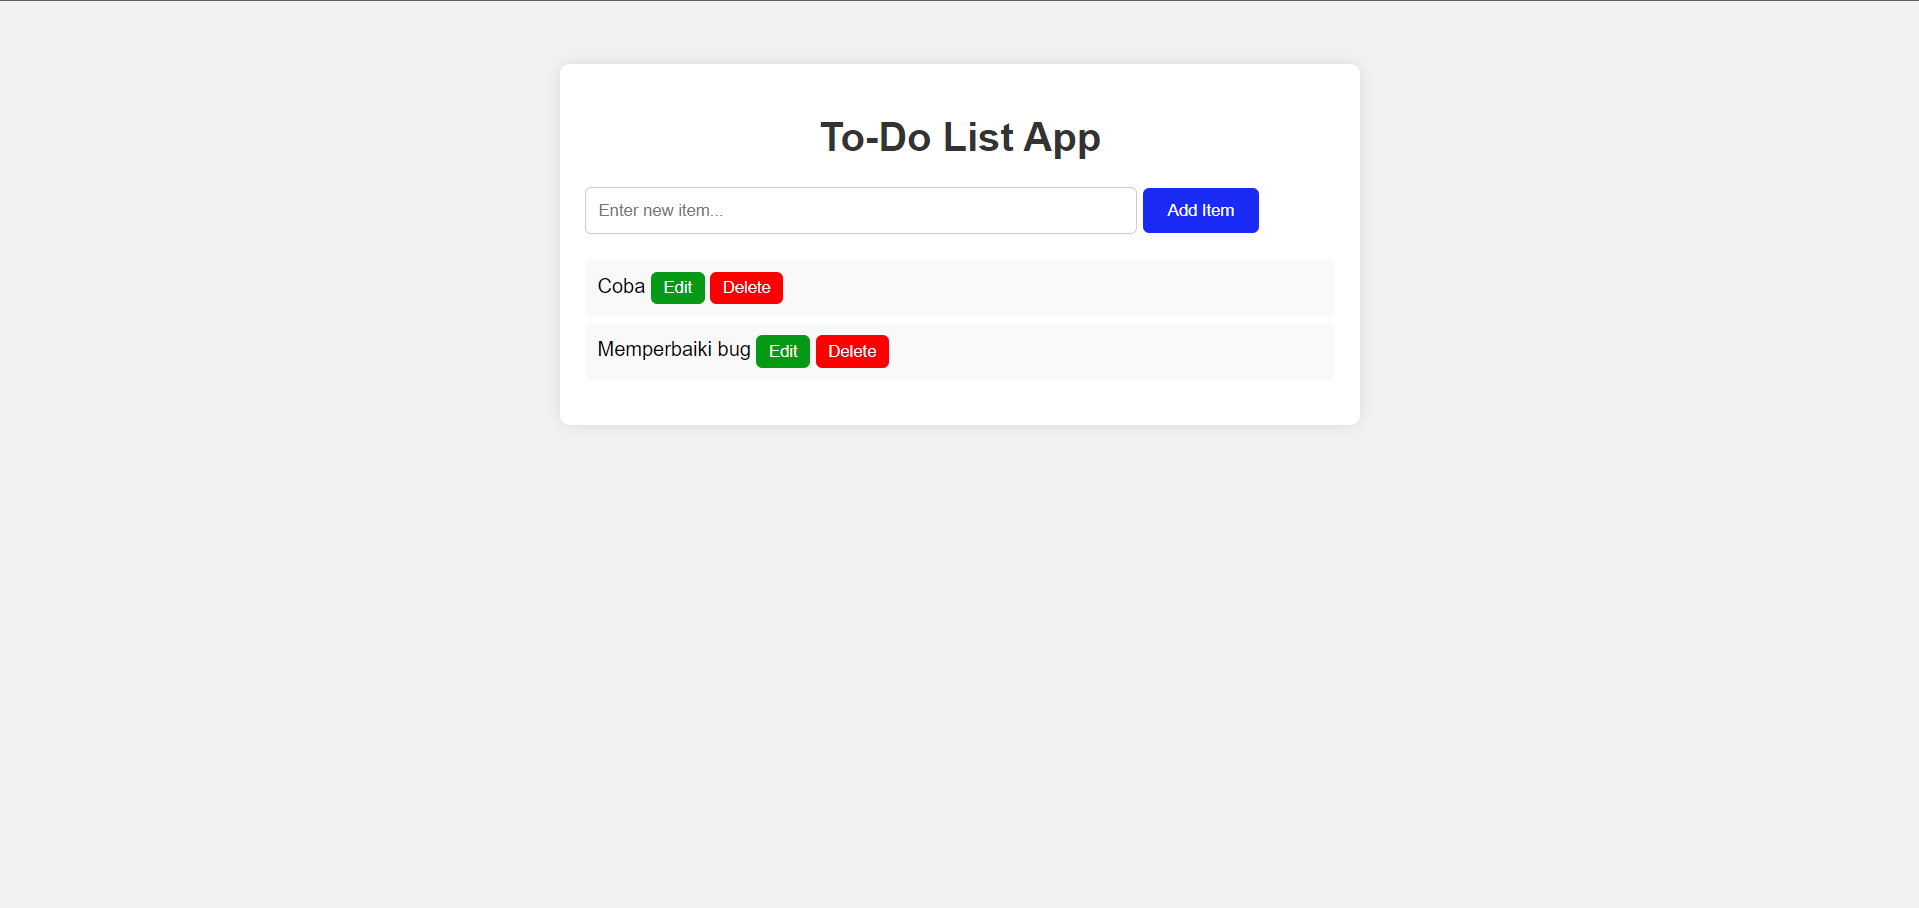 To-Do List App
Enter new item... Add Item
Coba Edit Delete
Memperbaiki bug Edit Delete